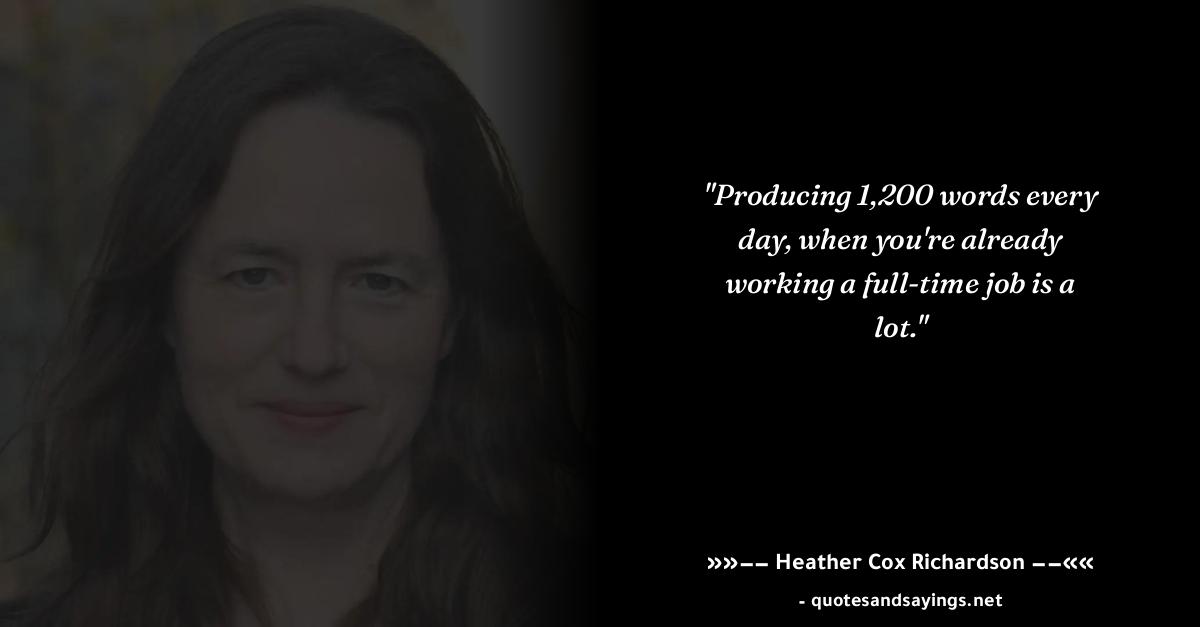 "Producing 1,200 words every
day, when you're already
working a full-time job is a
lot."
»»–– Heather Cox Richardson ––««
- quotesandsayings.net